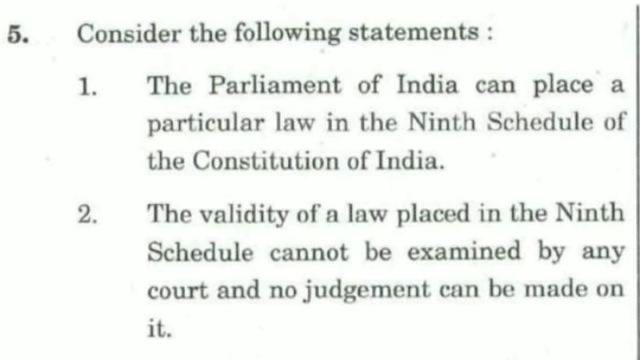 5. Consider the following statements :
1. The Parliament of India can place a
particular law in the Ninth Schedule of
the Constitution of India.
2. The validity of a law placed in the Ninth
Schedule cannot be examined by any
court and no judgement can be made on
it.